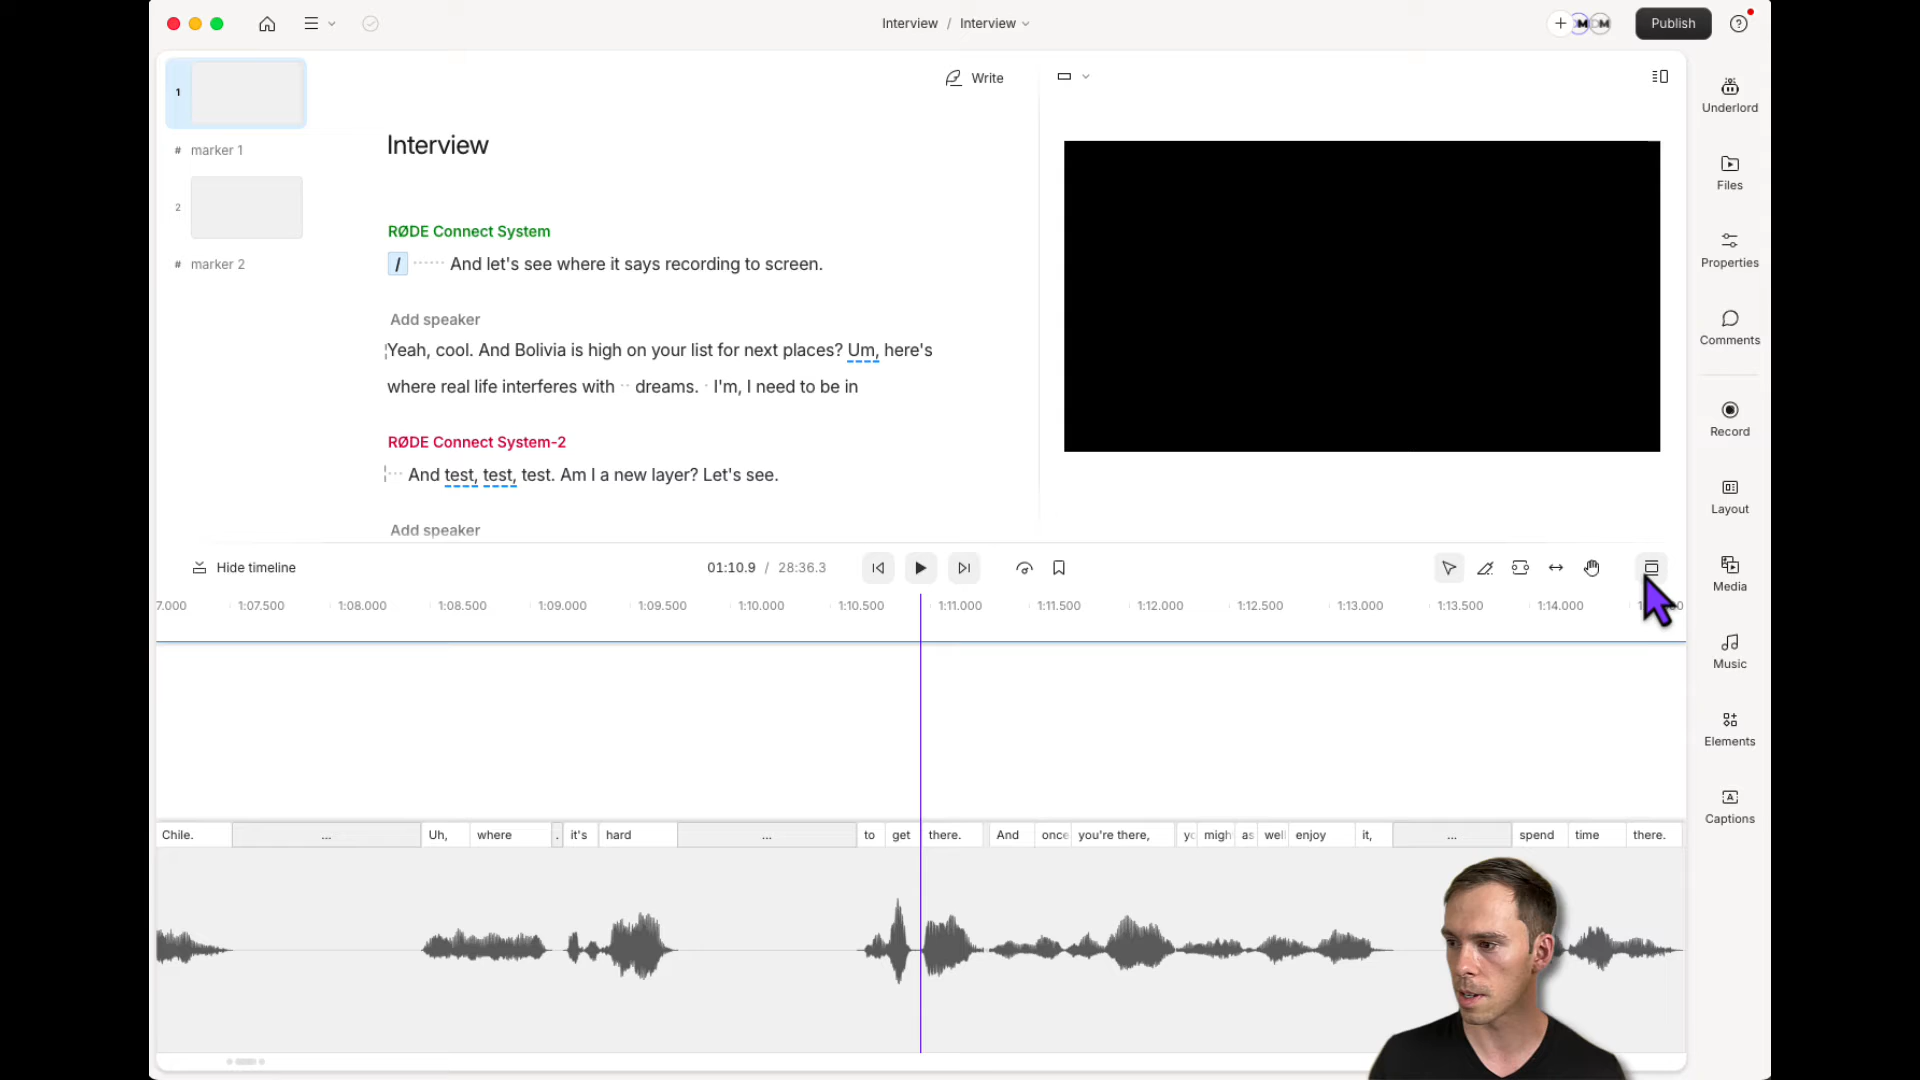 Interview / Interview
Publish
1
# marker 1
2
# marker 2
Write
Interview
RØDE Connect System
/ And let's see where it says recording to screen.
Add speaker
Yeah, cool. And Bolivia is high on your list for next places? Um, here's
where real life interferes with dreams. I'm, I need to be in
RØDE Connect System-2
And test, test, test. Am I a new layer? Let's see.
Add speaker
Underlord
Files
Properties
Comments
Record
Layout
Media
Music
Elements
Captions
Hide timeline
01:10.9 / 28:36.3
7.000 1:07.500 1:08.000 1:08.500 1:09.000 1:09.500 1:10.000 1:10.500 1:11.000 1:11.500 1:12.000 1:12.500 1:13.000 1:13.500 1:14.000
Chile. ... Uh, where . it's hard ... to get there. And once you're there, migh as well enjoy it, ... spend time there.